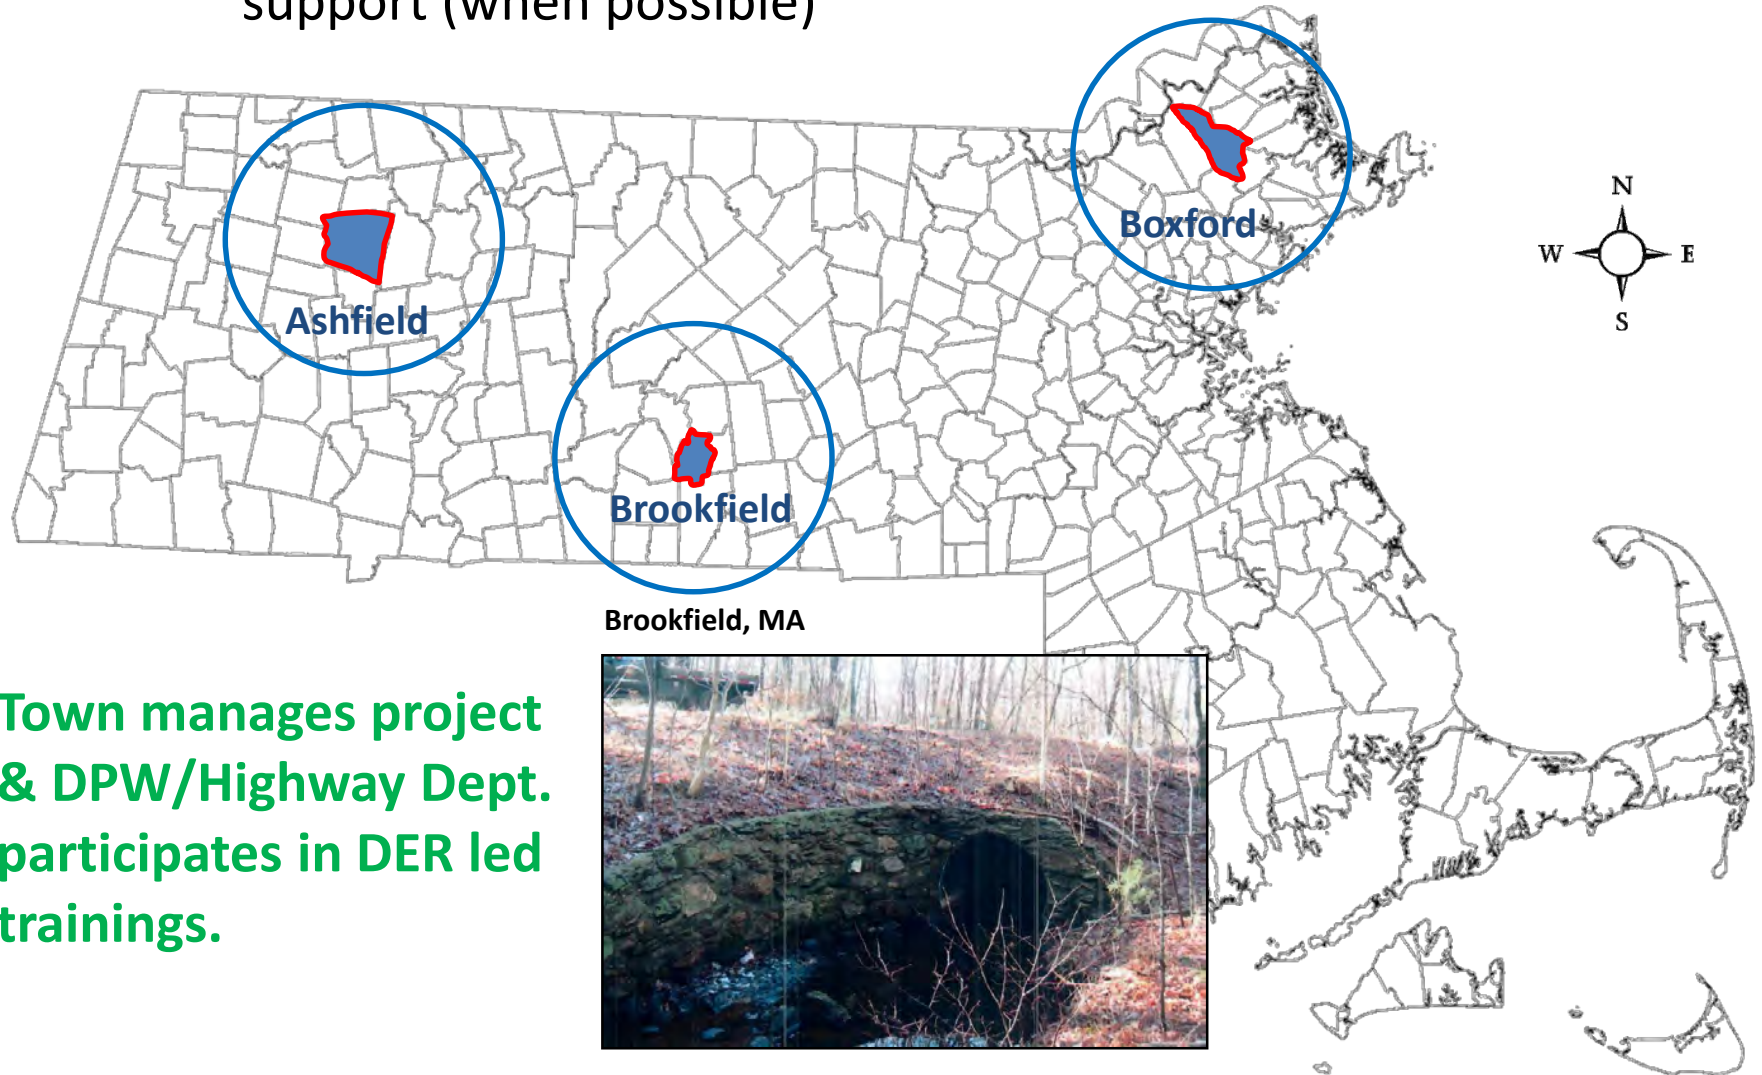 support (when possible)
Boxford
N
W E
S
Ashfield
Brookfield
Brookfield, MA
Town manages project
& DPW/Highway Dept.
participates in DER led
trainings.